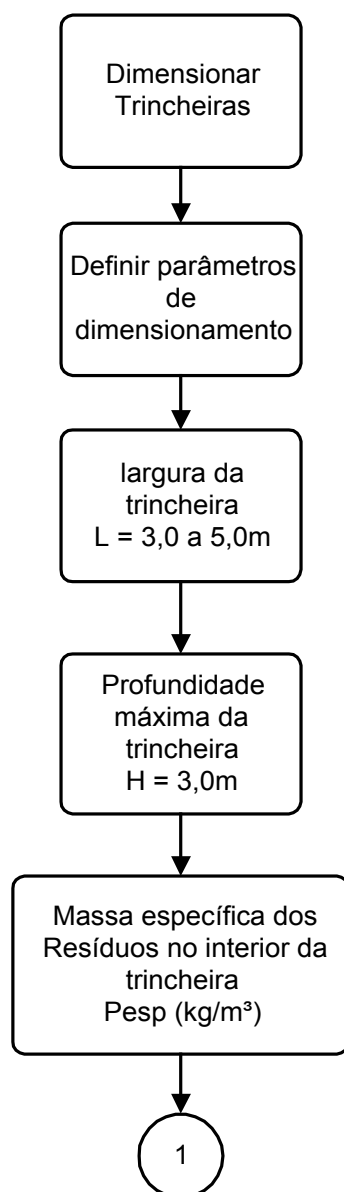 Dimensionar
Trincheiras
Definir parâmetros
de
dimensionamento
largura da
trincheira
L = 3,0 a 5,0m
Profundidade
máxima da
trincheira
H = 3,0m
Massa específica dos
Resíduos no interior da
trincheira
Pesp (kg/m³)
1